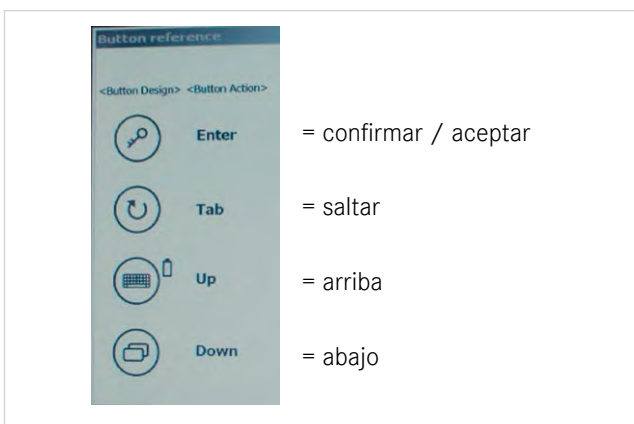 Button reference
<Button Design> <Button Action>
Enter = confirmar / aceptar
Tab = saltar
Up = arriba
Down = abajo